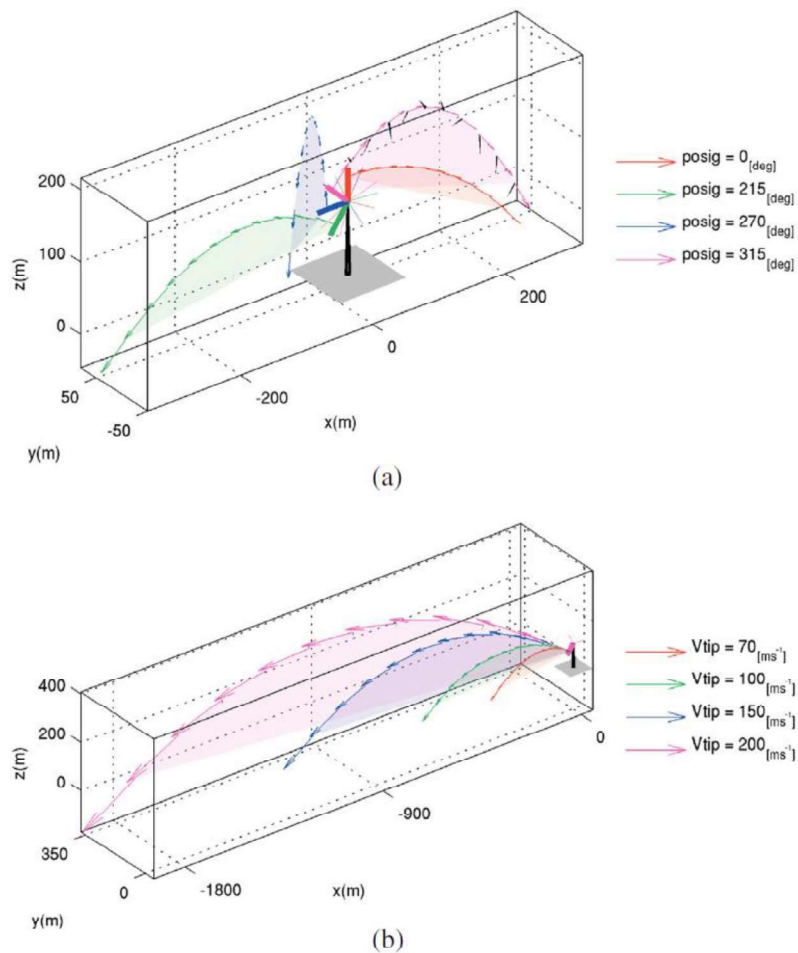 200
100
0
z(m)
50
-50
y(m)
-200
0
200
x(m)
posig = 0[deg]
posig = 215[deg]
posig = 270[deg]
posig = 315[deg]
(a)
400
200
0
z(m)
350
0
y(m)
-1800
-900
0
x(m)
Vtip = 70[ms⁻¹]
Vtip = 100[ms⁻¹]
Vtip = 150[ms⁻¹]
Vtip = 200[ms⁻¹]
(b)